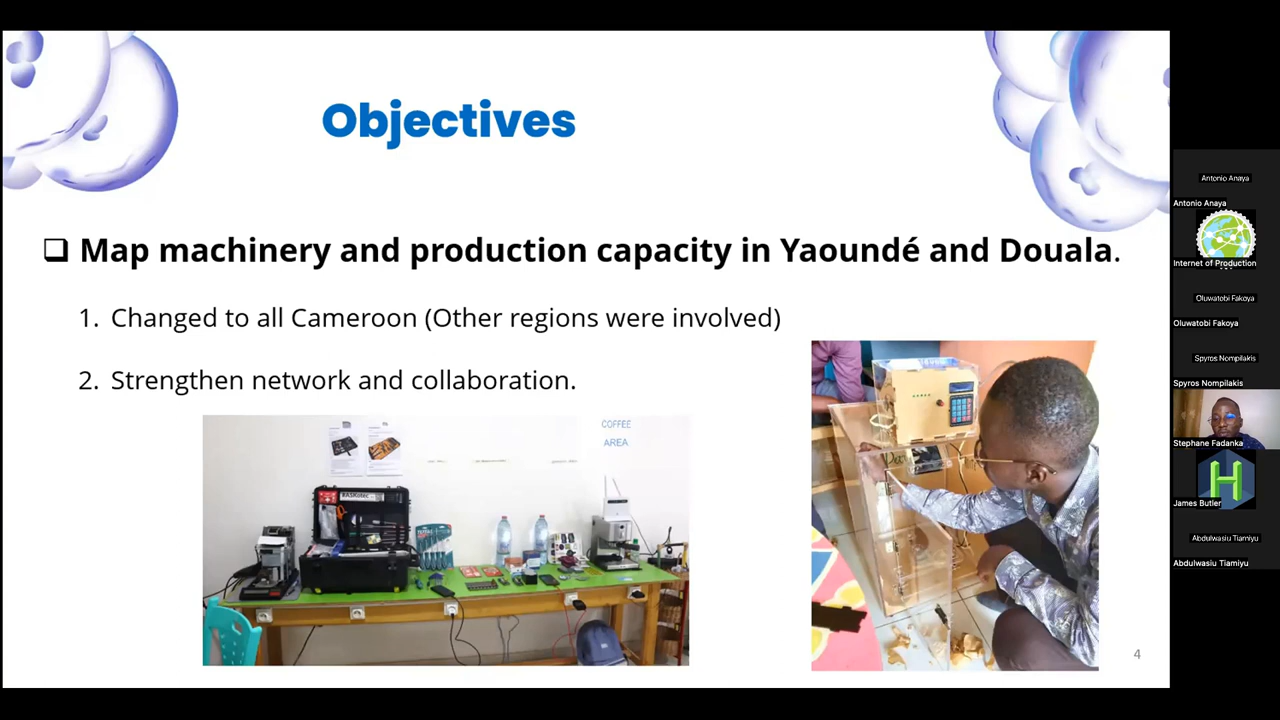 Objectives
❑ Map machinery and production capacity in Yaoundé and Douala.
1. Changed to all Cameroon (Other regions were involved)
2. Strengthen network and collaboration.
COFFEE
AREA
RASKotec
4
Antonio Anaya
Antonio Anaya
Internet of Production
Oluwatobi Fakoya
Oluwatobi Fakoya
Spyros Nompilakis
Spyros Nompilakis
Stephane Fadanka
James Butler
Abdulwasiu Tiamiyu
Abdulwasiu Tiamiyu